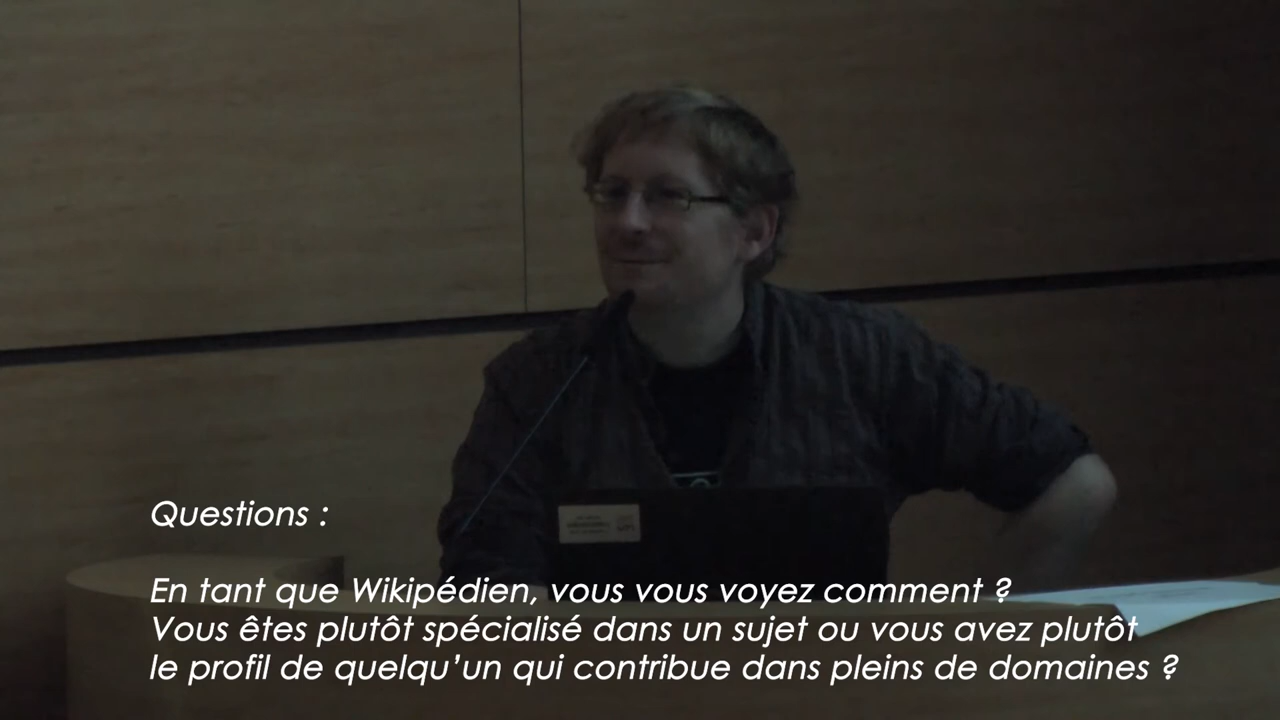 Questions :
En tant que Wikipédien, vous vous voyez comment ?
Vous êtes plutôt spécialisé dans un sujet ou vous avez plutôt
le profil de quelqu’un qui contribue dans pleins de domaines ?